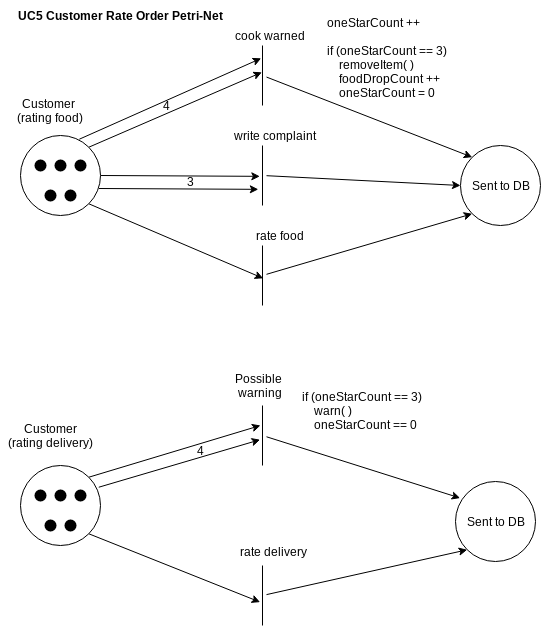 UC5 Customer Rate Order Petri-Net
oneStarCount ++
cook warned
if (oneStarCount == 3)
removeItem( )
foodDropCount ++
oneStarCount = 0
Customer
(rating food)
4
write complaint
3
Sent to DB
rate food
Possible
warning
if (oneStarCount == 3)
warn( )
oneStarCount == 0
Customer
(rating delivery)
4
Sent to DB
rate delivery